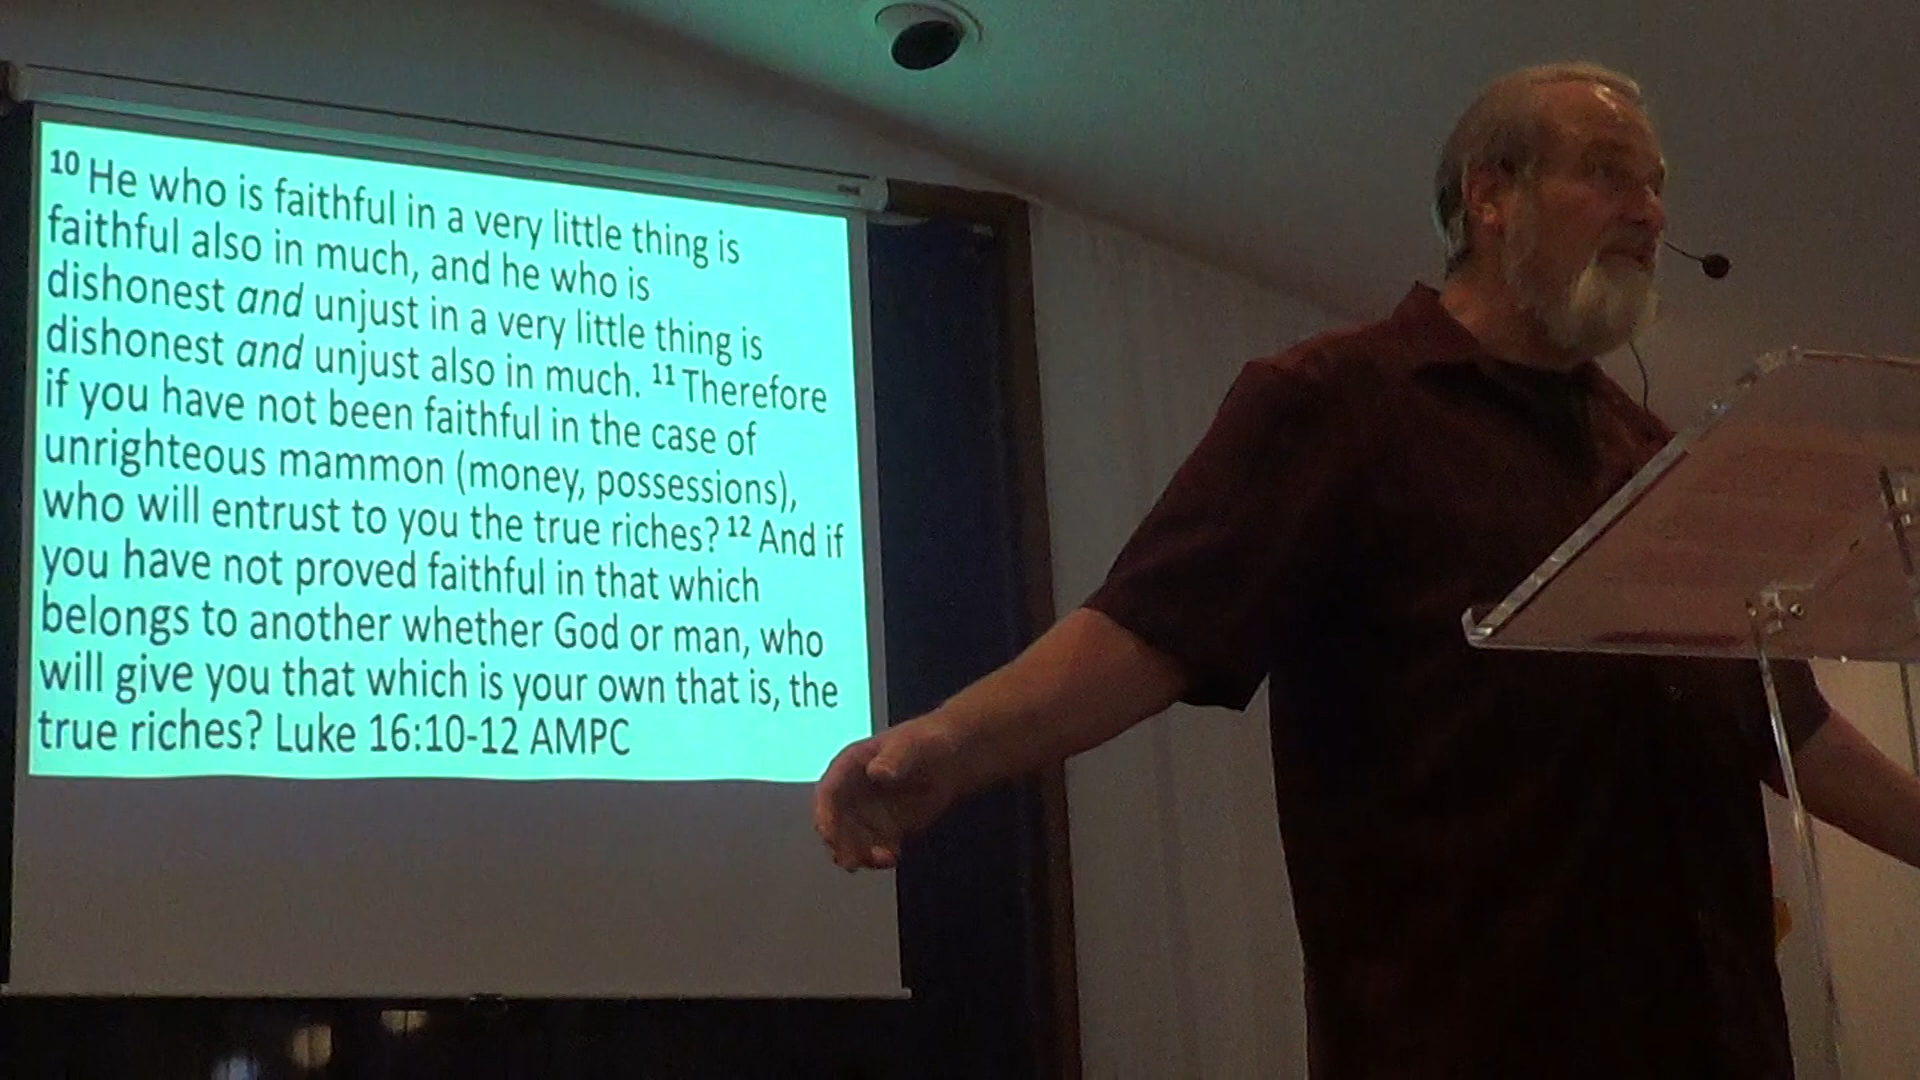 10 He who is faithful in a very little thing is
faithful also in much, and he who is
dishonest and unjust in a very little thing is
dishonest and unjust also in much. 11 Therefore
if you have not been faithful in the case of
unrighteous mammon (money, possessions),
who will entrust to you the true riches? 12 And if
you have not proved faithful in that which
belongs to another whether God or man, who
will give you that which is your own that is, the
true riches? Luke 16:10-12 AMPC